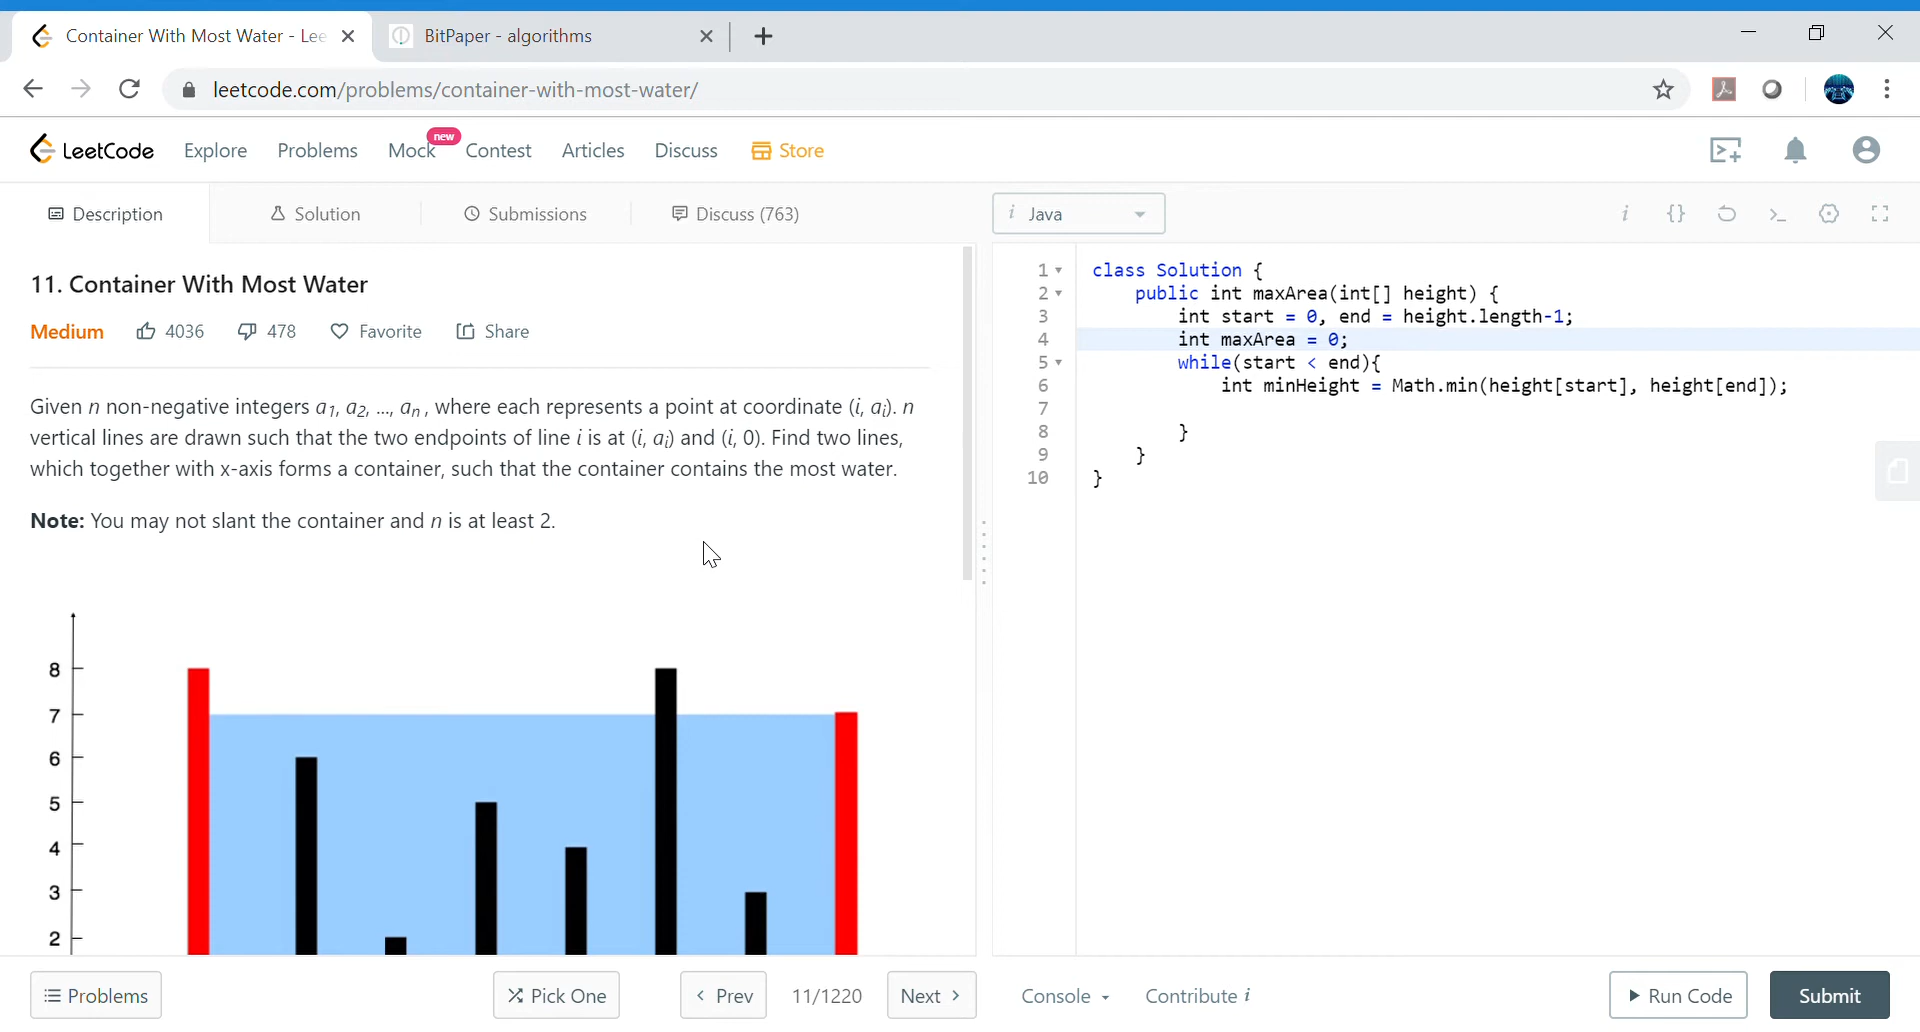 Container With Most Water - Lee
BitPaper - algorithms
leetcode.com/problems/container-with-most-water/
LeetCode
Explore
Problems
Mock
new
Contest
Articles
Discuss
Store
Description
Solution
Submissions
Discuss (763)
i Java
11. Container With Most Water
Medium
4036
478
Favorite
Share
Given n non-negative integers a1, a2, ..., an , where each represents a point at coordinate (i, ai). n
vertical lines are drawn such that the two endpoints of line i is at (i, ai) and (i, 0). Find two lines,
which together with x-axis forms a container, such that the container contains the most water.
Note: You may not slant the container and n is at least 2.
8
7
6
5
4
3
2
1 class Solution {
2 public int maxArea(int[] height) {
3 int start = 0, end = height.length-1;
4 int maxArea = 0;
5 while(start < end){
6 int minHeight = Math.min(height[start], height[end]);
7
8 }
9 }
10 }
Problems
Pick One
Prev
11/1220
Next
Console
Contribute i
Run Code
Submit